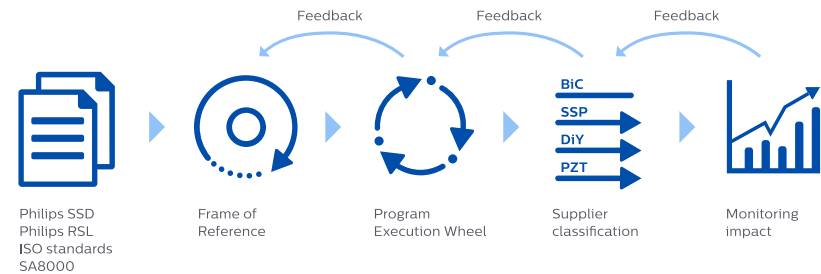 Feedback
Feedback
Feedback
BiC
SSP
DiY
PZT
Philips SSD
Philips RSL
ISO standards
SA8000
Frame of
Reference
Program
Execution Wheel
Supplier
classification
Monitoring
impact